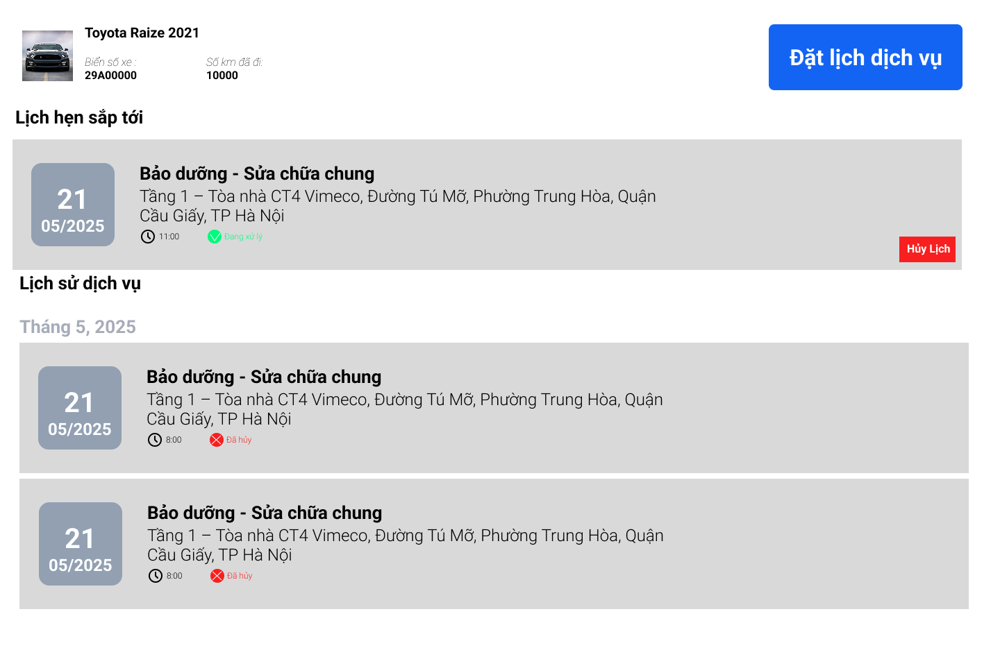 Toyota Raize 2021
Đặt lịch dịch vụ
Biển số xe :
Số km đã đi:
29A00000
10000
Lịch hẹn sắp tới
21
05/2025
Bảo dưỡng - Sửa chữa chung
Tầng 1 – Tòa nhà CT4 Vimeco, Đường Tú Mỡ, Phường Trung Hòa, Quận
Cầu Giấy, TP Hà Nội
11:00
Đang xử lý
Hủy Lịch
Lịch sử dịch vụ
Tháng 5, 2025
21
05/2025
Bảo dưỡng - Sửa chữa chung
Tầng 1 – Tòa nhà CT4 Vimeco, Đường Tú Mỡ, Phường Trung Hòa, Quận
Cầu Giấy, TP Hà Nội
8:00
Đã hủy
21
05/2025
Bảo dưỡng - Sửa chữa chung
Tầng 1 – Tòa nhà CT4 Vimeco, Đường Tú Mỡ, Phường Trung Hòa, Quận
Cầu Giấy, TP Hà Nội
8:00
Đã hủy